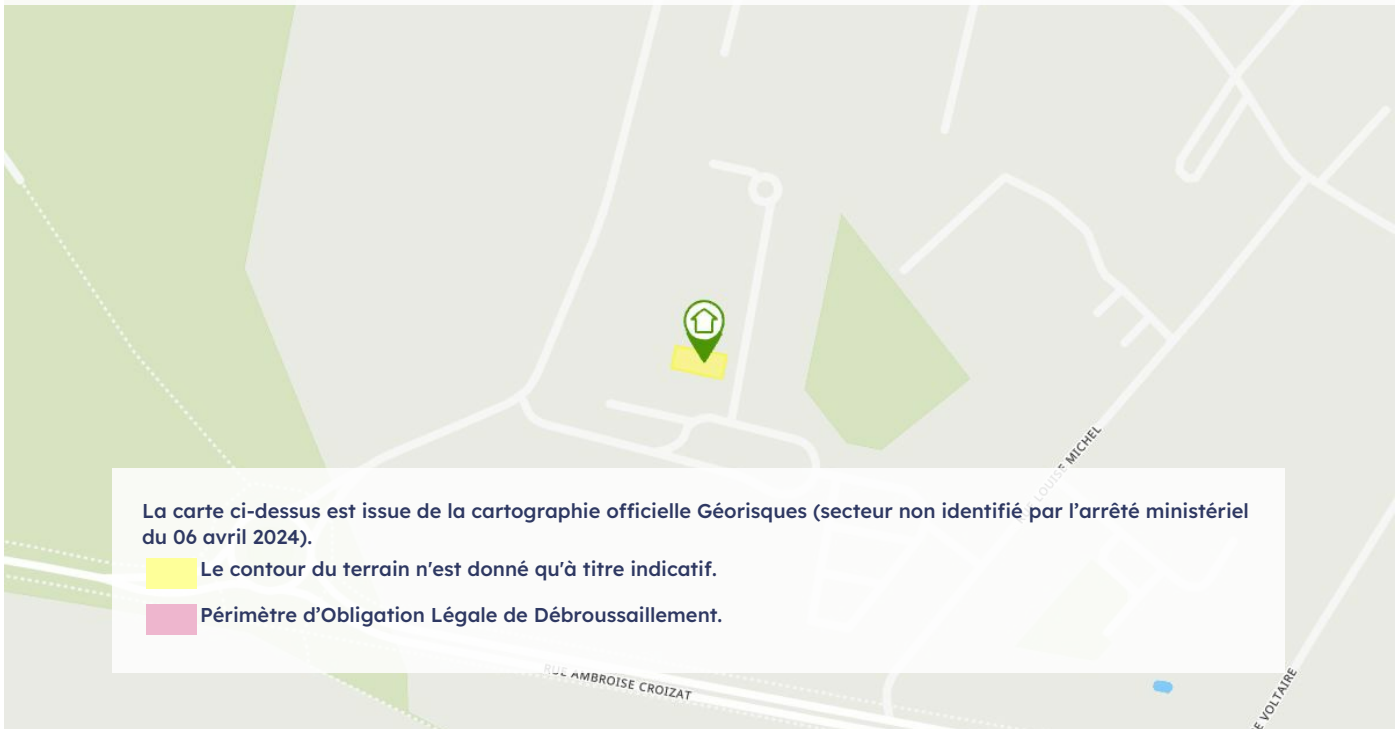 LOUISE MICHEL
La carte ci-dessus est issue de la cartographie officielle Géorisques (secteur non identifié par l’arrêté ministériel
du 06 avril 2024).
Le contour du terrain n'est donné qu'à titre indicatif.
Périmètre d’Obligation Légale de Débroussaillement.
RUE AMBROISE CROIZAT
VOLTAIRE